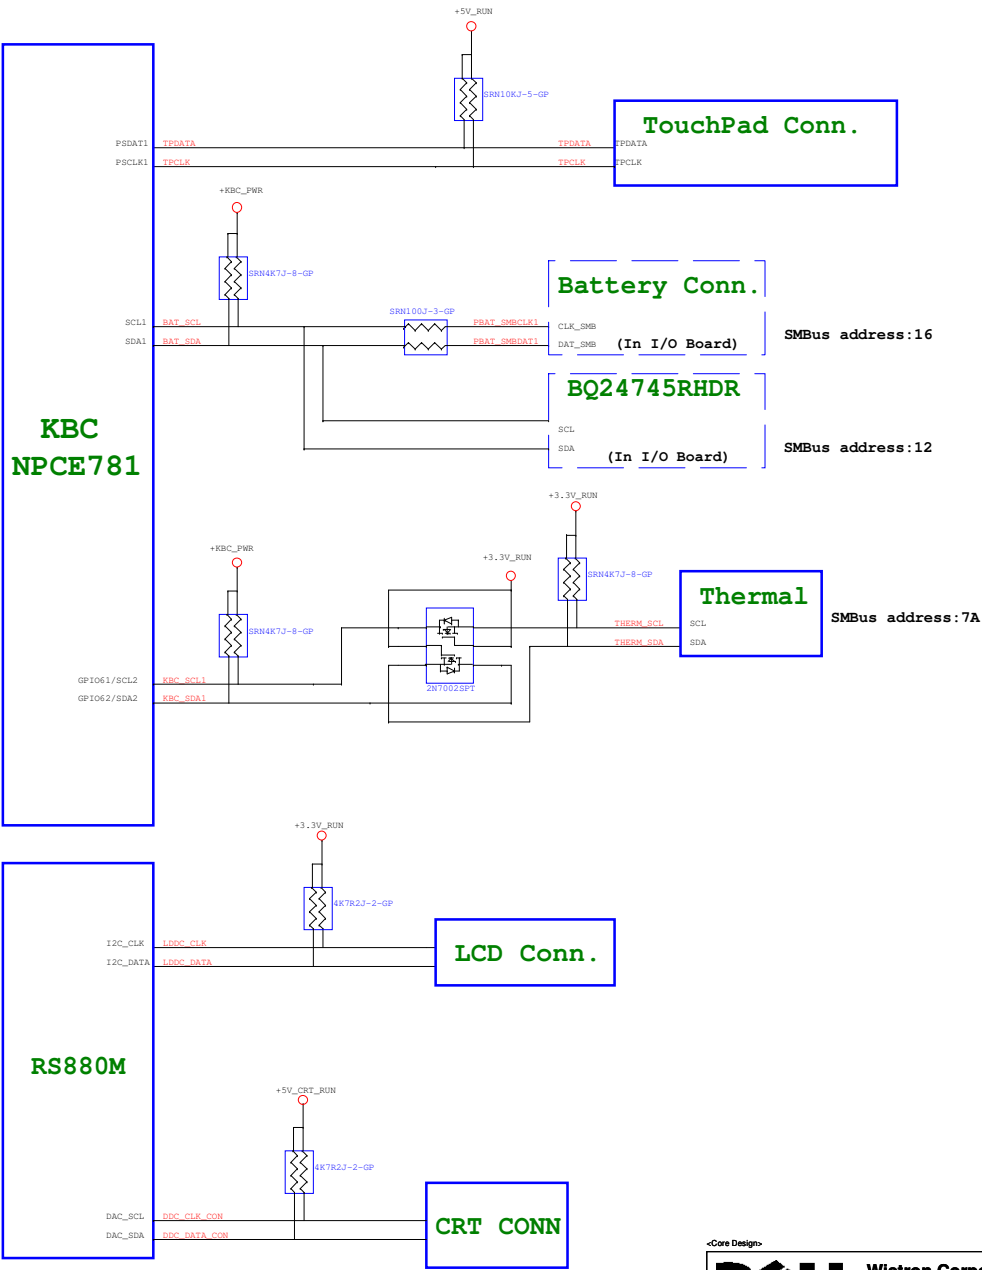 +5V_RUN
SRN10KJ-5-GP
TouchPad Conn.
PSDAT1 TPDATA TPDATA TPDATA
PSCLK1 TPCLK TPCLK TPCLK
+KBC_PWR
SRN4K7J-8-GP
Battery Conn.
SRN100J-3-GP
SCL1 BAT_SCL PBAT_SMBCLK1 CLK_SMB
SDA1 BAT_SDA PBAT_SMBDAT1 DAT_SMB (In I/O Board)
SMBus address:16
BQ24745RHDR
SCL
SDA
(In I/O Board)
SMBus address:12
KBC
NPCE781
+3.3V_RUN
+KBC_PWR
+3.3V_RUN
SRN4K7J-8-GP
Thermal
SMBus address:7A
THERM_SCL SCL
THERM_SDA SDA
SRN4K7J-8-GP
2N7002SPT
GPIO61/SCL2 KBC_SCL1
GPIO62/SDA2 KBC_SDA1
+3.3V_RUN
4K7R2J-2-GP
I2C_CLK LDDC_CLK
I2C_DATA LDDC_DATA
LCD Conn.
RS880M
+5V_CRT_RUN
4K7R2J-2-GP
DAC_SCL DDC_CLK_CON
DAC_SDA DDC_DATA_CON
CRT CONN
<Core Design>
Wistron Corp